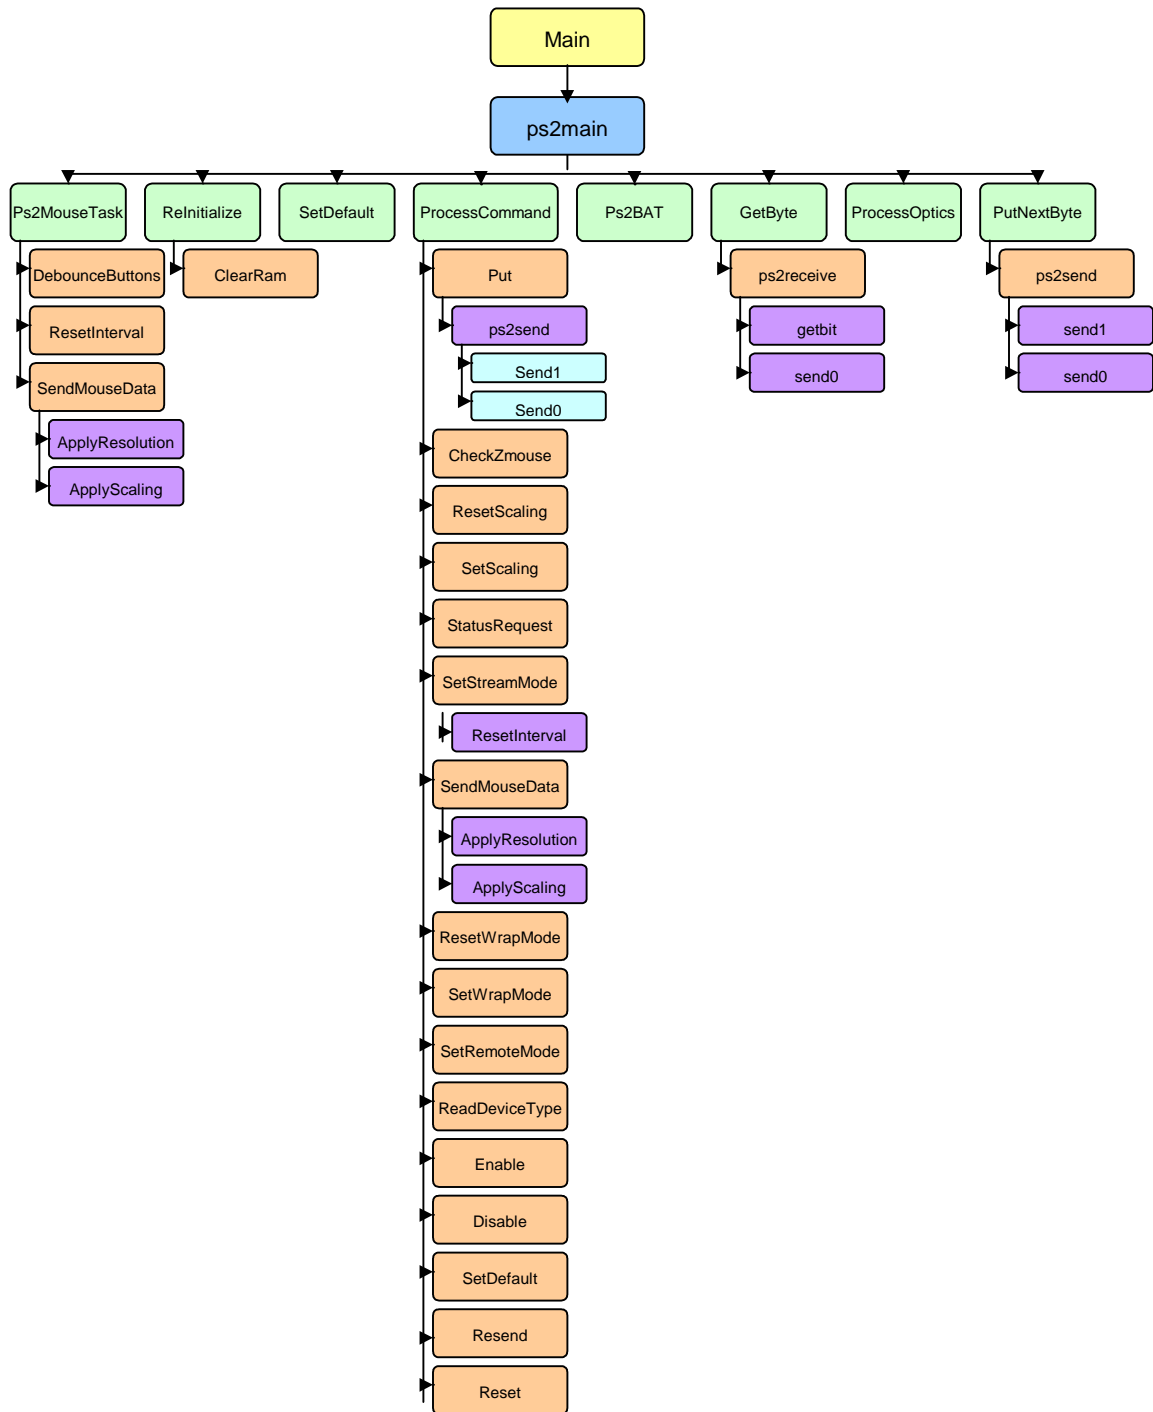 Main
ps2main
Ps2MouseTask
ReInitialize
SetDefault
ProcessCommand
Ps2BAT
GetByte
ProcessOptics
PutNextByte
DebounceButtons
ResetInterval
SendMouseData
ApplyResolution
ApplyScaling
ClearRam
Put
ps2send
Send1
Send0
CheckZmouse
ResetScaling
SetScaling
StatusRequest
SetStreamMode
ResetInterval
SendMouseData
ApplyResolution
ApplyScaling
ResetWrapMode
SetWrapMode
SetRemoteMode
ReadDeviceType
Enable
Disable
SetDefault
Resend
Reset
ps2receive
getbit
send0
ps2send
send1
send0